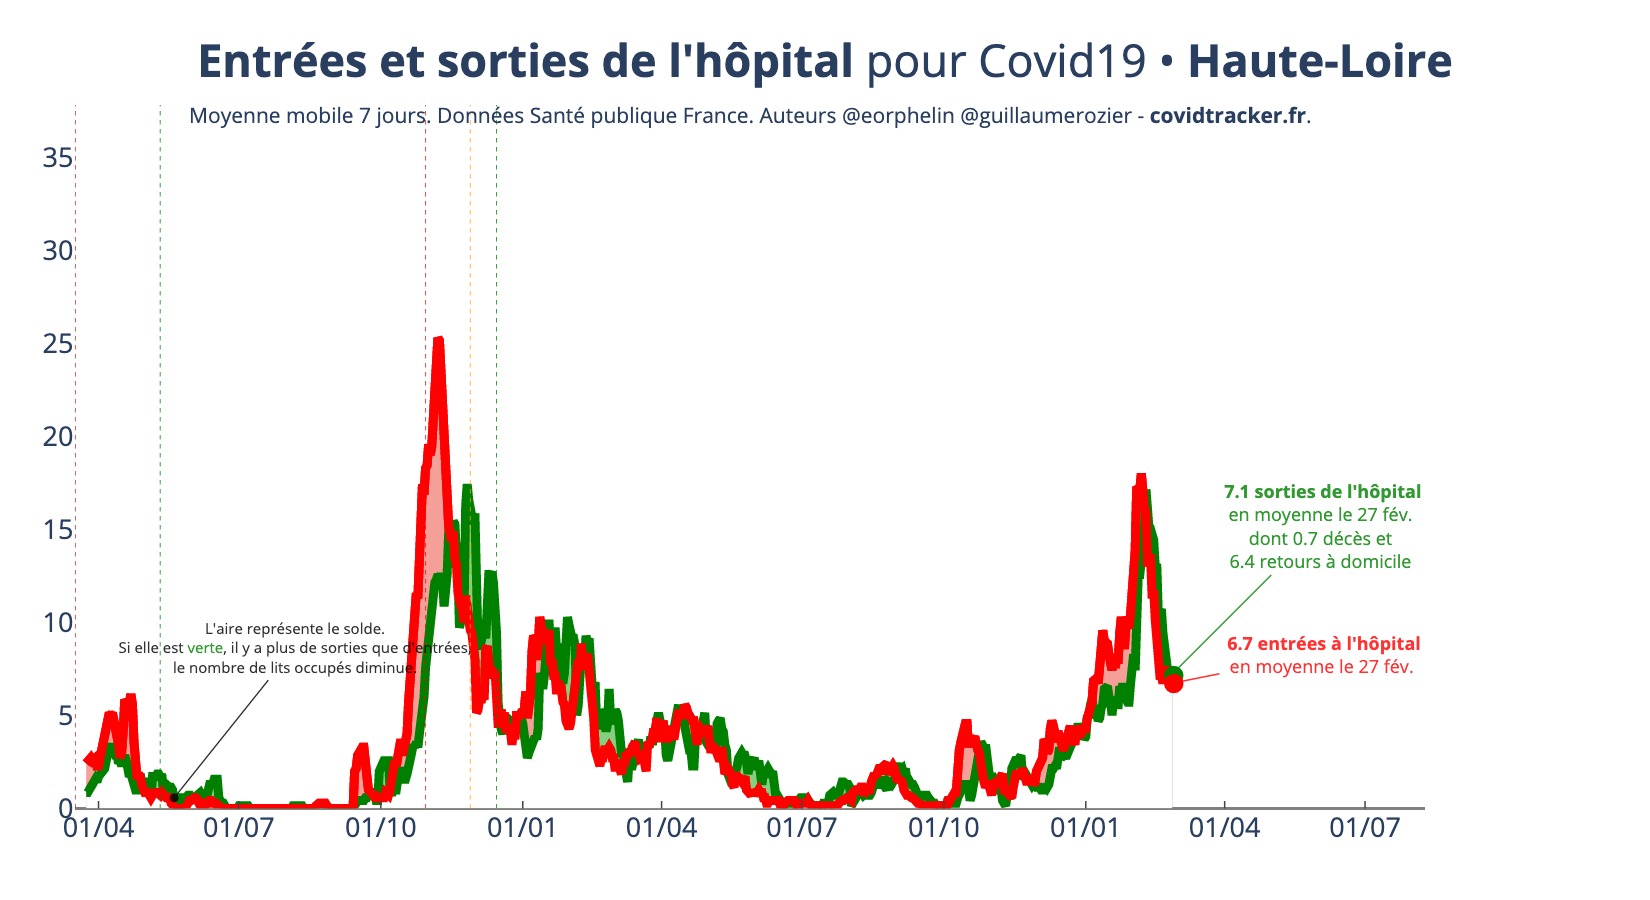 Entrées et sorties de l'hôpital pour Covid19 • Haute-Loire
Moyenne mobile 7 jours. Données Santé publique France. Auteurs @eorphelin @guillaumerozier - covidtracker.fr.
35
30
25
20
15
10
5
0
7.1 sorties de l'hôpital
en moyenne le 27 fév.
dont 0.7 décès et
6.4 retours à domicile
6.7 entrées à l'hôpital
en moyenne le 27 fév.
L'aire représente le solde.
Si elle est verte, il y a plus de sorties que d'entrées,
le nombre de lits occupés diminue.
01/04 01/07 01/10 01/01 01/04 01/07 01/10 01/01 01/04 01/07